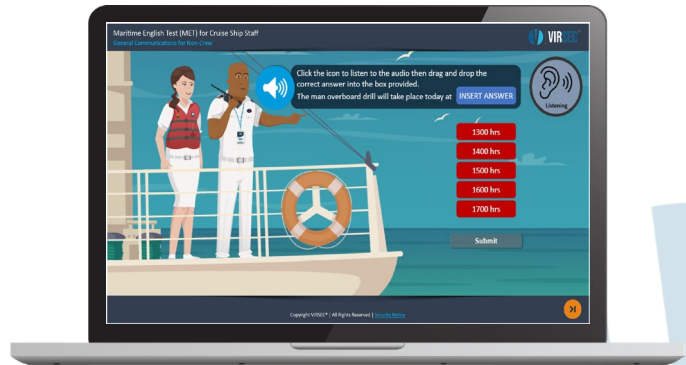 Maritime English Test (MET) for Cruise Ship Staff
General Communications for Non-Crew
VIRSEC
Click the icon to listen to the audio then drag and drop the
correct answer into the box provided.
The man overboard drill will take place today at INSERT ANSWER
Listening
1300 hrs
1400 hrs
1500 hrs
1600 hrs
1700 hrs
Submit
Copyright VIRSEC® | All Rights Reserved | Security Notice